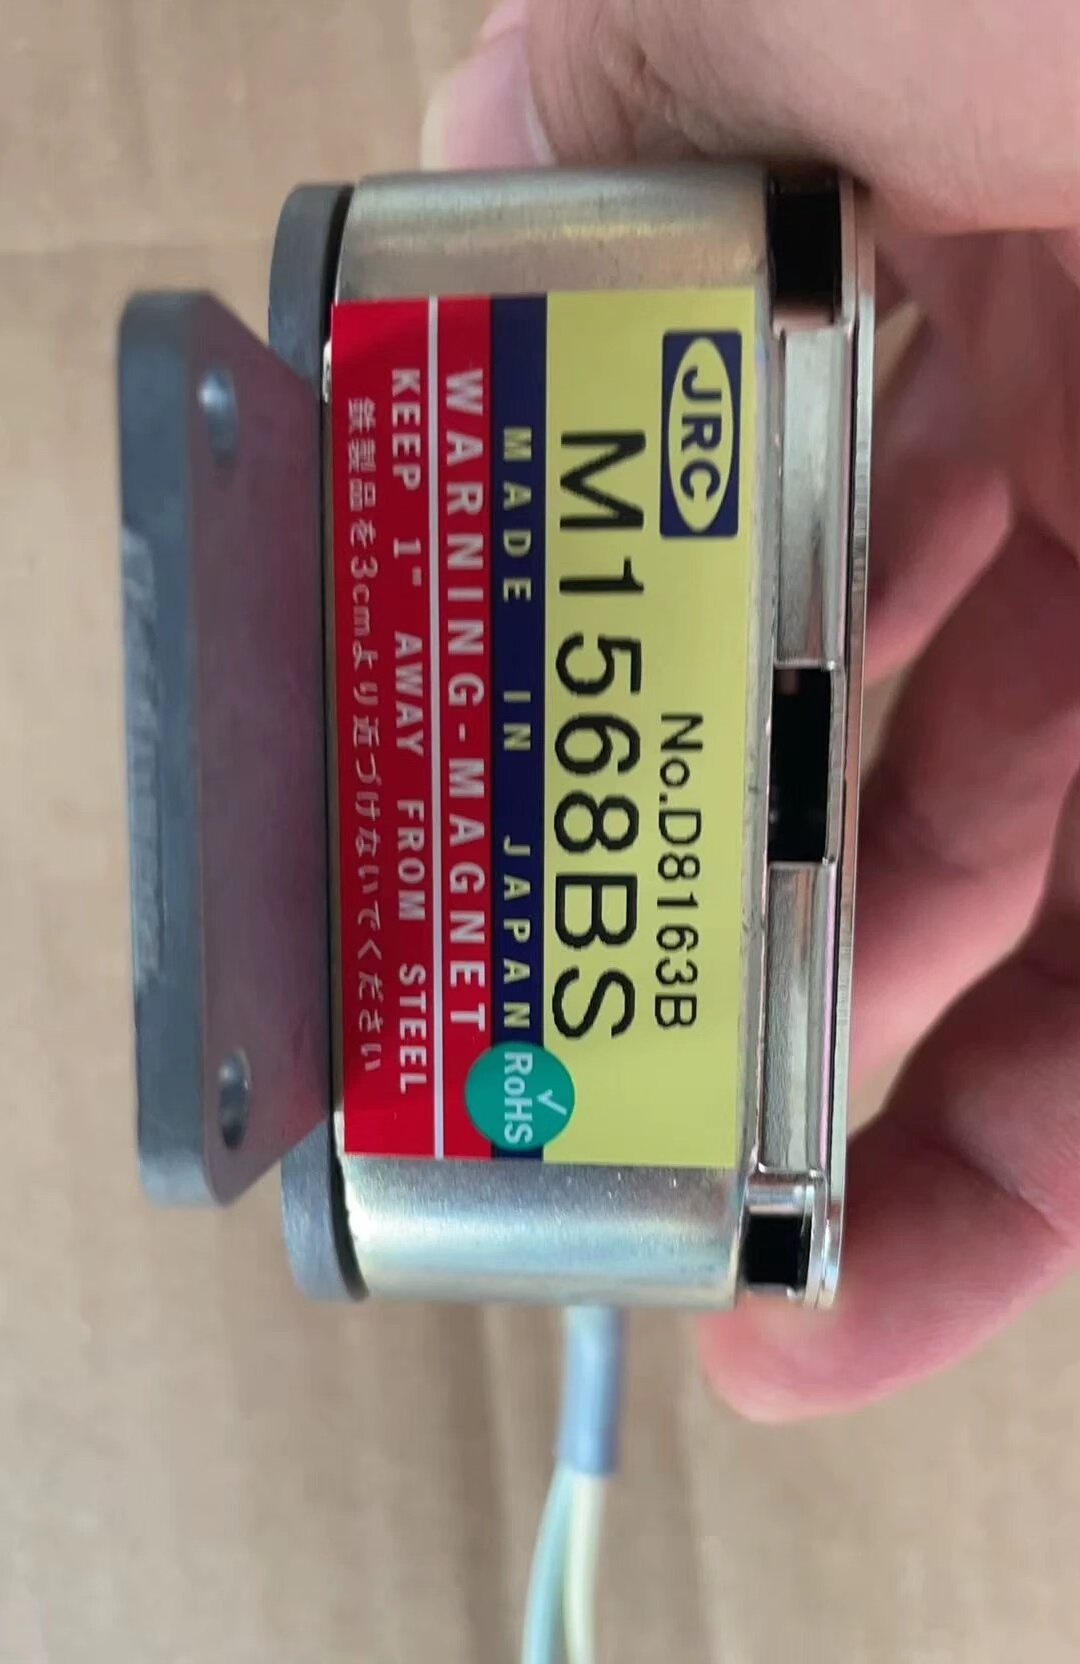 JRC
No.D8163B
M1568BS
MADE IN JAPAN
✓
RoHS
WARNING-MAGNET
KEEP 1" AWAY FROM STEEL
鉄製品を3cmより近づけないでください